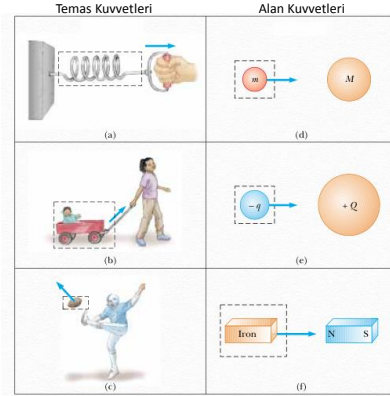 Temas Kuvvetleri Alan Kuvvetleri
m M
(a) (d)
− q + Q
(b) (e)
Iron N S
(c) (f)